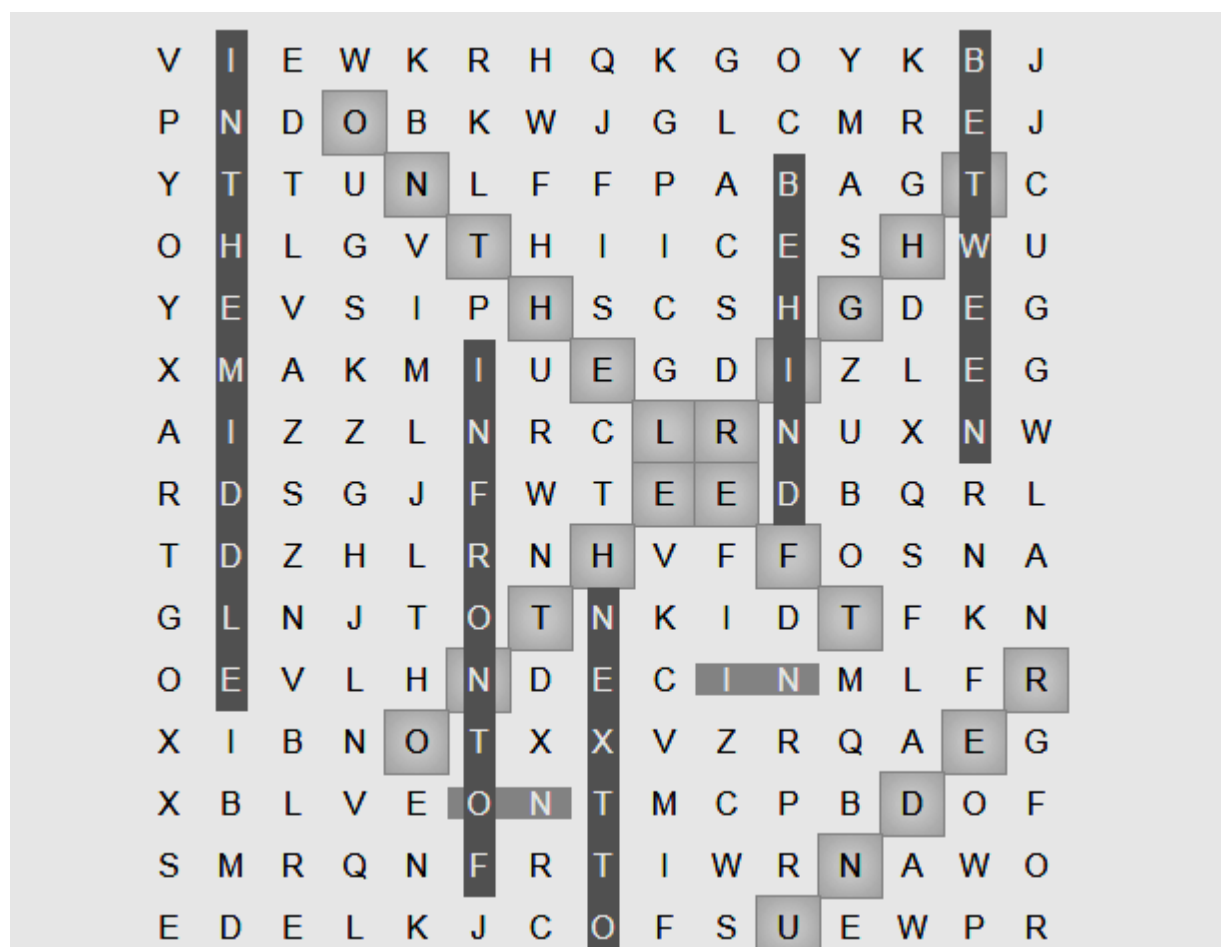 V I E W K R H Q K G O Y K B J
P N D O B K W J G L C M R E J
Y T T U N L F F P A B A G T C
O H L G V T H I I C E S H W U
Y E V S I P H S C S H G D E G
X M A K M I U E G D I Z L E G
A I Z Z L N R C L R N U X N W
R D S G J F W T E E D B Q R L
T D Z H L R N H V F F O S N A
G L N J T O T N K I D T F K N
O E V L H N D E C I N M L F R
X I B N O T X X V Z R Q A E G
X B L V E O N T M C P B D O F
S M R Q N F R T I W R N A W O
E D E L K J C O F S U E W P R